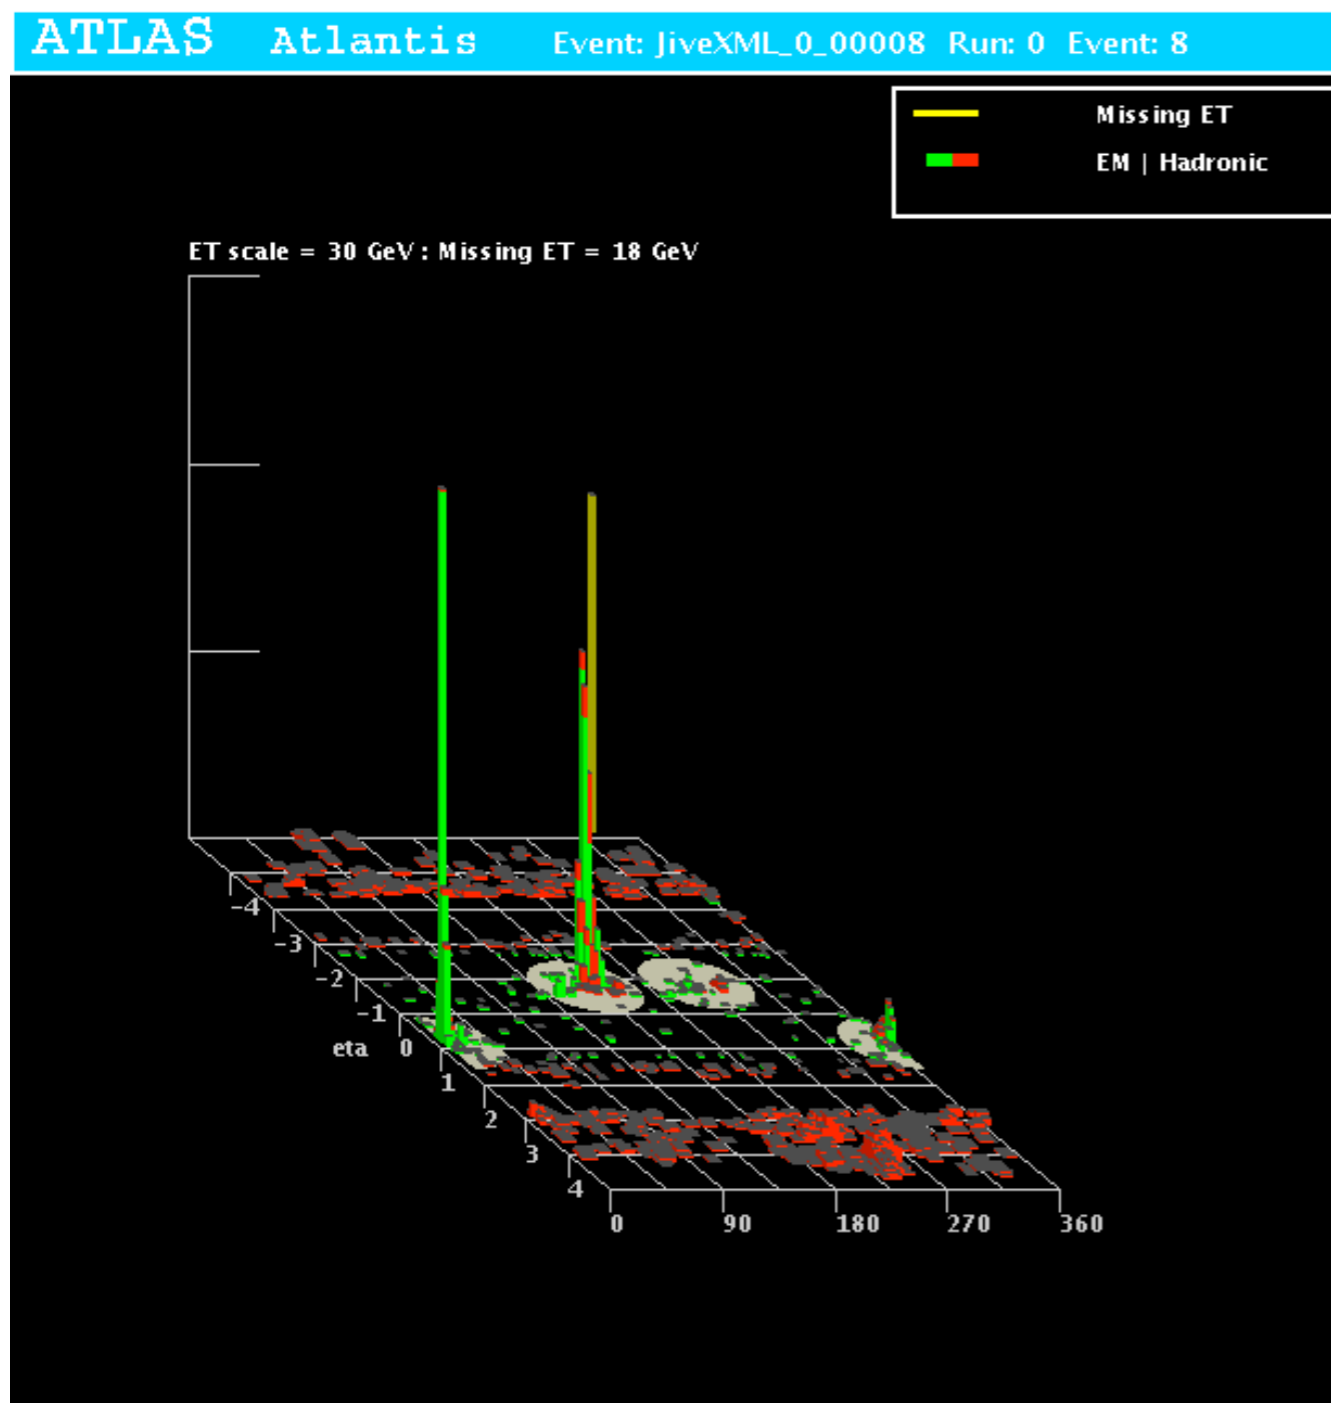 ATLAS Atlantis Event: JiveXML_0_00008 Run: 0 Event: 8
Missing ET
EM | Hadronic
ET scale = 30 GeV : Missing ET = 18 GeV
-4
-3
-2
-1
eta 0
1
2
3
4
0 90 180 270 360